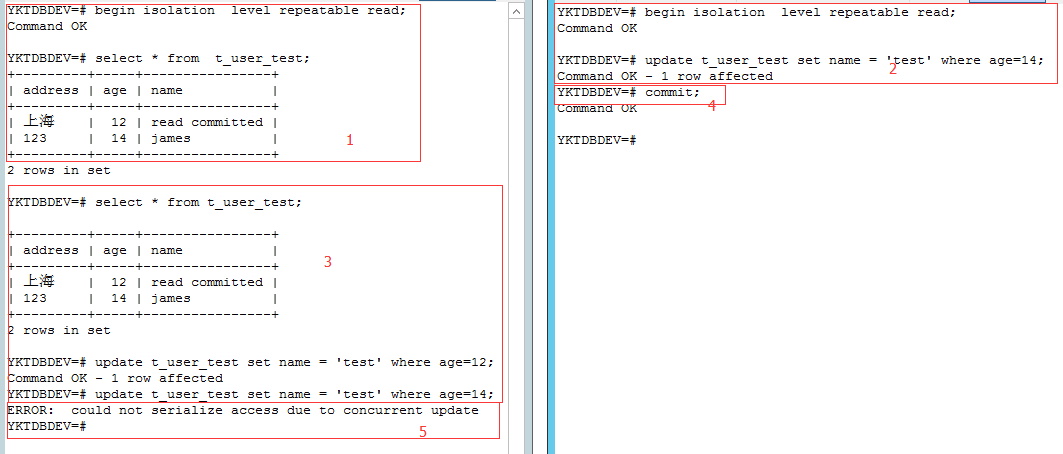 YKTDBDEV=# begin isolation  level repeatable read;
Command OK
YKTDBDEV=# select * from  t_user_test;
+---------+-----+----------------+
| address | age | name           |
+---------+-----+----------------+
| 上海    |  12 | read committed |
| 123     |  14 | james          |
1
+---------+-----+----------------+
2 rows in set
YKTDBDEV=# select * from t_user_test;
+---------+-----+----------------+
| address | age | name           |
3
+---------+-----+----------------+
| 上海    |  12 | read committed |
| 123     |  14 | james          |
+---------+-----+----------------+
2 rows in set
YKTDBDEV=# update t_user_test set name = 'test' where age=12;
Command OK - 1 row affected
YKTDBDEV=# update t_user_test set name = 'test' where age=14;
ERROR:  could not serialize access due to concurrent update
YKTDBDEV=#
5
YKTDBDEV=# begin isolation  level repeatable read;
Command OK
YKTDBDEV=# update t_user_test set name = 'test' where age=14;
2
Command OK - 1 row affected
YKTDBDEV=# commit;
4
Command OK
YKTDBDEV=#